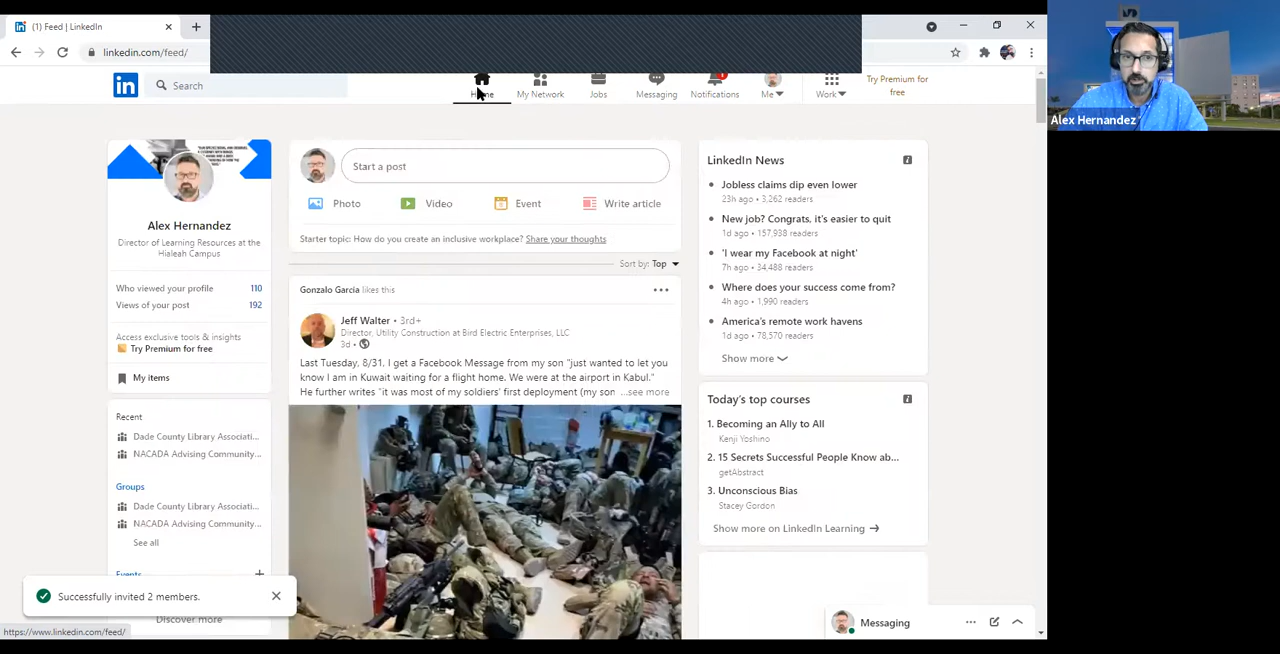 (1) Feed | LinkedIn
linkedin.com/feed/
in
Search
Home
My Network
Jobs
Messaging
Notifications
Me
Work
Try Premium for
free
Alex Hernandez
Alex Hernandez
Director of Learning Resources at the
Hialeah Campus
Who viewed your profile 110
Views of your post 192
Access exclusive tools & insights
Try Premium for free
My items
Recent
Dade County Library Associati...
NACADA Advising Community...
Groups
Dade County Library Associati...
NACADA Advising Community...
See all
Events +
Successfully invited 2 members.
Discover more
https://www.linkedin.com/feed/
Start a post
Photo
Video
Event
Write article
Starter topic: How do you create an inclusive workplace? Share your thoughts
Sort by: Top
Gonzalo Garcia likes this
Jeff Walter • 3rd+
Director, Utility Construction at Bird Electric Enterprises, LLC
3d •
Last Tuesday, 8/31, I get a Facebook Message from my son "just wanted to let you
know I am in Kuwait waiting for a flight home. We were at the airport in Kabul."
He further writes "it was most of my soldiers' first deployment (my son ...see more
LinkedIn News
Jobless claims dip even lower
23h ago • 3,262 readers
New job? Congrats, it's easier to quit
1d ago • 157,938 readers
'I wear my Facebook at night'
7h ago • 34,488 readers
Where does your success come from?
4h ago • 1,990 readers
America's remote work havens
1d ago • 78,570 readers
Show more
Today's top courses
1. Becoming an Ally to All
Kenji Yoshino
2. 15 Secrets Successful People Know ab...
getAbstract
3. Unconscious Bias
Stacey Gordon
Show more on LinkedIn Learning →
Messaging